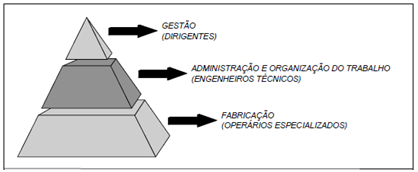 GESTÃO
(DIRIGENTES)
ADMINISTRAÇÃO E ORGANIZAÇÃO DO TRABALHO
(ENGENHEIROS TÉCNICOS)
FABRICAÇÃO
(OPERÁRIOS ESPECIALIZADOS)